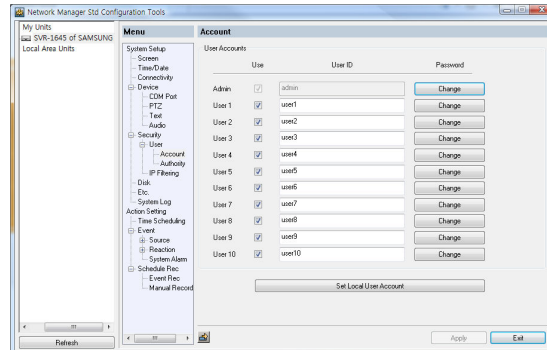 Network Manager Std Configuration Tools
My Units
SVR-1645 of SAMSUNG
Local Area Units
Refresh
Menu
System Setup
Screen
Time/Date
Connectivity
Device
COM Port
PTZ
Text
Audio
Security
User
Account
Authority
IP Filtering
Disk
Etc.
System Log
Action Setting
Time Scheduling
Event
Source
Reaction
System Alarm
Schedule Rec
Event Rec
Manual Record
Account
User Accounts
Use User ID Password
Admin admin Change
User 1 user1 Change
User 2 user2 Change
User 3 user3 Change
User 4 user4 Change
User 5 user5 Change
User 6 user6 Change
User 7 user7 Change
User 8 user8 Change
User 9 user9 Change
User 10 user10 Change
Set Local User Account
Apply Exit